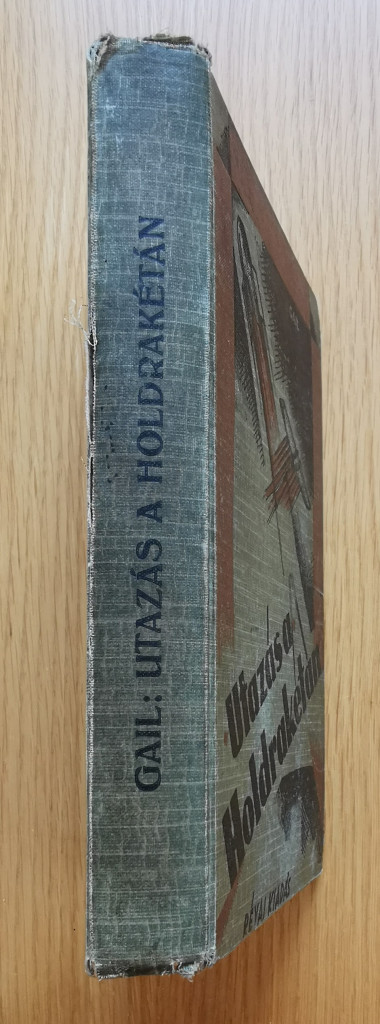 GAIL: UTAZÁS A HOLDRAKÉTÁN
Utazás a
Holdrakétán
RÉVAI KIADÁS